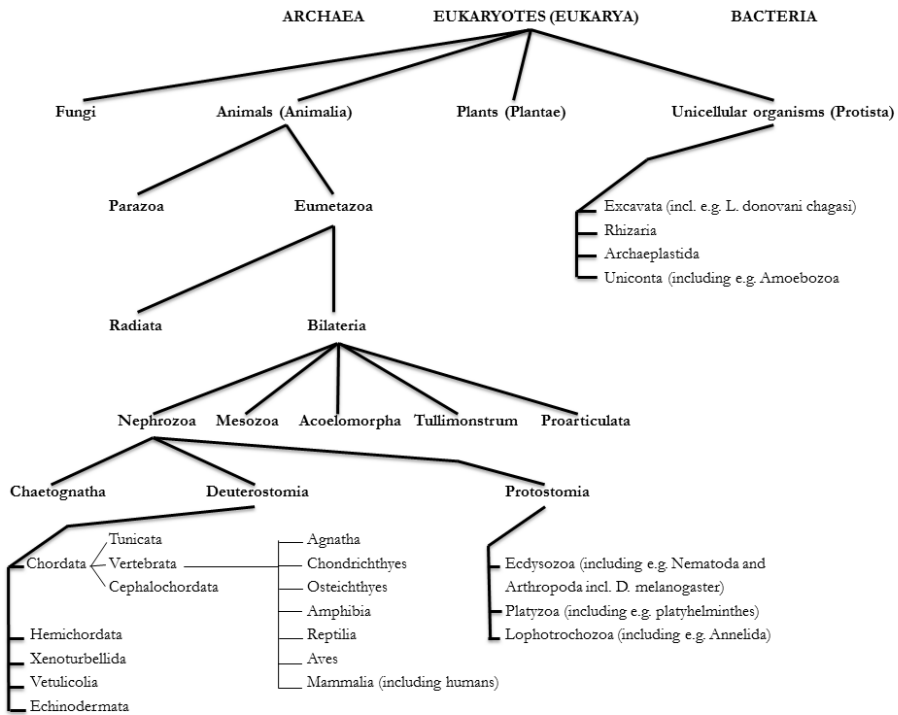 ARCHAEA EUKARYOTES (EUKARYA) BACTERIA
Fungi Animals (Animalia) Plants (Plantae) Unicellular organisms (Protista)
Parazoa Eumetazoa
Excavata (incl. e.g. L. donovani chagasi)
Rhizaria
Archaeplastida
Uniconta (including e.g. Amoebozoa
Radiata Bilateria
Nephrozoa Mesozoa Acoelomorpha Tullimonstrum Proarticulata
Chaetognatha Deuterostomia Protostomia
Tunicata
Chordata Vertebrata
Cephalochordata
Hemichordata
Xenoturbellida
Vetulicolia
Echinodermata
Agnatha
Chondrichthyes
Osteichthyes
Amphibia
Reptilia
Aves
Mammalia (including humans)
Ecdysozoa (including e.g. Nematoda and
Arthropoda incl. D. melanogaster)
Platyzoa (including e.g. platyhelminthes)
Lophotrochozoa (including e.g. Annelida)